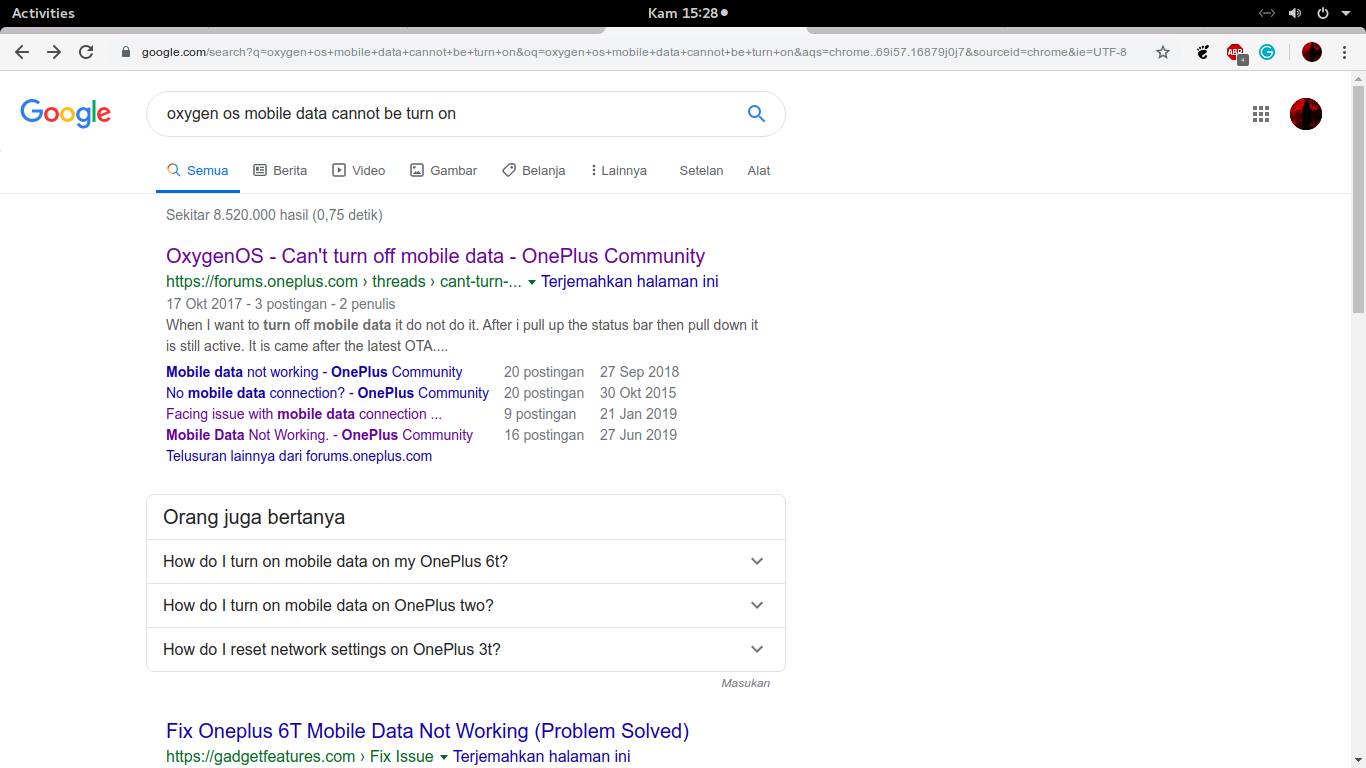 Activities
Kam 15:28
google.com/search?q=oxygen+os+mobile+data+cannot+be+turn+on&oq=oxygen+os+mobile+data+cannot+be+turn+on&aqs=chrome..69i57.16879j0j7&sourceid=chrome&ie=UTF-8
ABP
4
Google
oxygen os mobile data cannot be turn on
Semua
Berita
Video
Gambar
Belanja
Lainnya
Setelan
Alat
Sekitar 8.520.000 hasil (0,75 detik)
OxygenOS - Can't turn off mobile data - OnePlus Community
https://forums.oneplus.com › threads › cant-turn-... Terjemahkan halaman ini
17 Okt 2017 - 3 postingan - 2 penulis
When I want to turn off mobile data it do not do it. After i pull up the status bar then pull down it
is still active. It is came after the latest OTA....
Mobile data not working - OnePlus Community 20 postingan 27 Sep 2018
No mobile data connection? - OnePlus Community 20 postingan 30 Okt 2015
Facing issue with mobile data connection ... 9 postingan 21 Jan 2019
Mobile Data Not Working. - OnePlus Community 16 postingan 27 Jun 2019
Telusuran lainnya dari forums.oneplus.com
Orang juga bertanya
How do I turn on mobile data on my OnePlus 6t?
How do I turn on mobile data on OnePlus two?
How do I reset network settings on OnePlus 3t?
Masukan
Fix Oneplus 6T Mobile Data Not Working (Problem Solved)
https://gadgetfeatures.com › Fix Issue Terjemahkan halaman ini